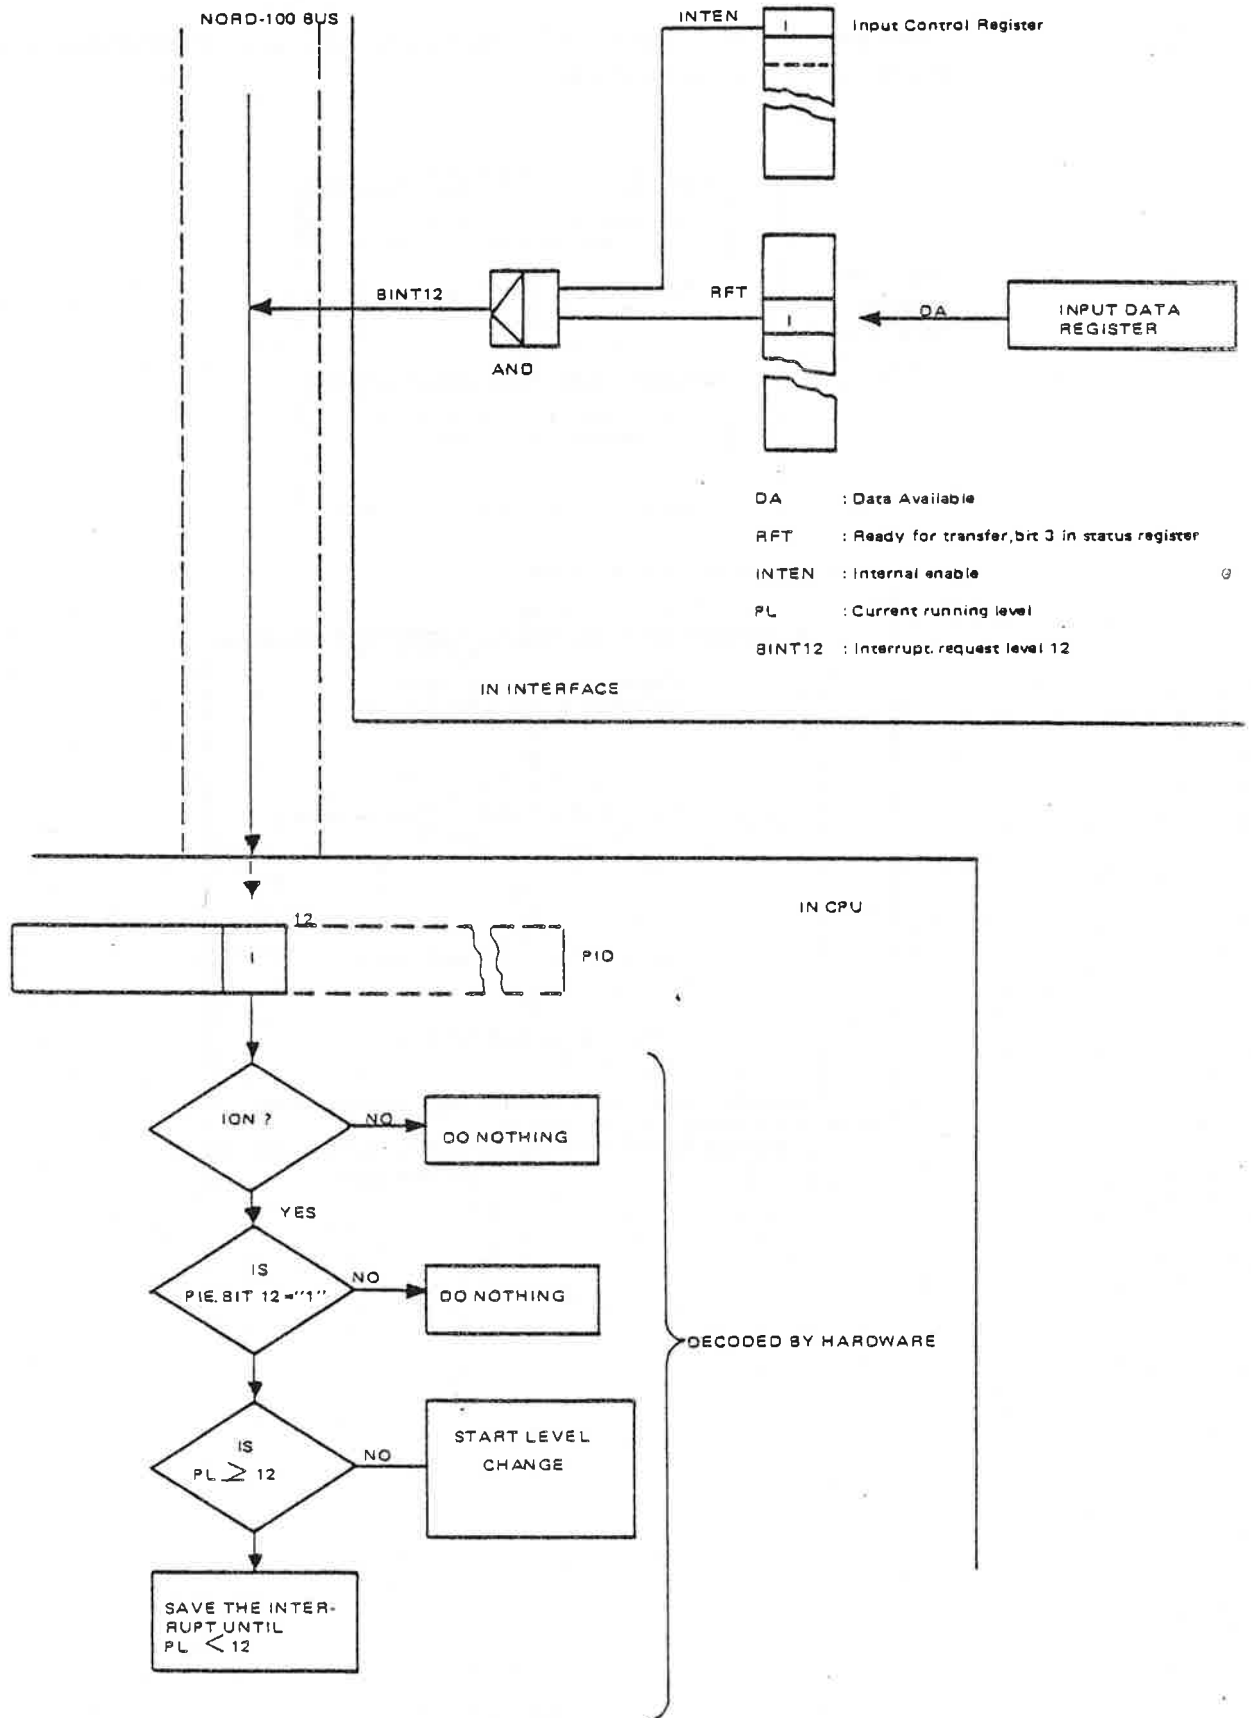 NORD-100 BUS
INTEN
1
Input Control Register
BINT12
AND
RFT
1
DA
INPUT DATA
REGISTER
DA : Data Available
RFT : Ready for transfer, bit 3 in status register
INTEN : Internal enable
PL : Current running level
BINT12 : Interrupt. request level 12
IN INTERFACE
IN CPU
12
1
PID
ION ?
NO
DO NOTHING
YES
IS
PIE. BIT 12 = "1"
NO
DO NOTHING
DECODED BY HARDWARE
IS
PL ≥ 12
NO
START LEVEL
CHANGE
SAVE THE INTER-
RUPT UNTIL
PL < 12